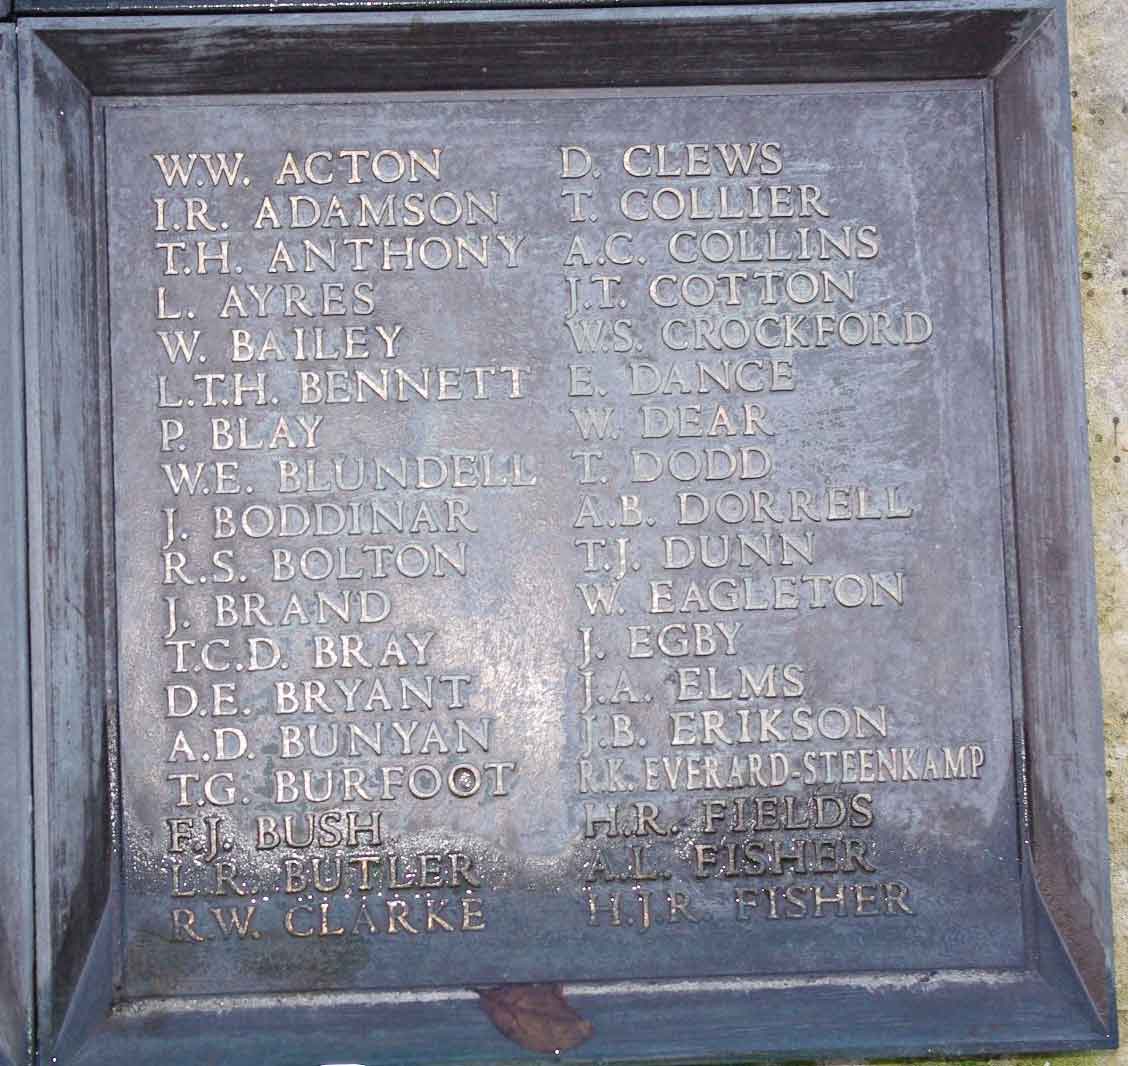 W.W. ACTON
I.R. ADAMSON
T.H. ANTHONY
L. AYRES
W. BAILEY
L.T.H. BENNETT
P. BLAY
W.E. BLUNDELL
J. BODDINAR
R.S. BOLTON
J. BRAND
T.C.D. BRAY
D.E. BRYANT
A.D. BUNYAN
T.G. BURFOOT
F.J. BUSH
L.R. BUTLER
R.W. CLARKE
D. CLEWS
T. COLLIER
A.C. COLLINS
J.T. COTTON
W.S. CROCKFORD
E. DANCE
W. DEAR
T. DODD
A.B. DORRELL
T.J. DUNN
W. EAGLETON
J. EGBY
J.A. ELMS
J.B. ERIKSON
R.K. EVERARD-STEENKAMP
H.R. FIELDS
A.L. FISHER
H.J.R. FISHER